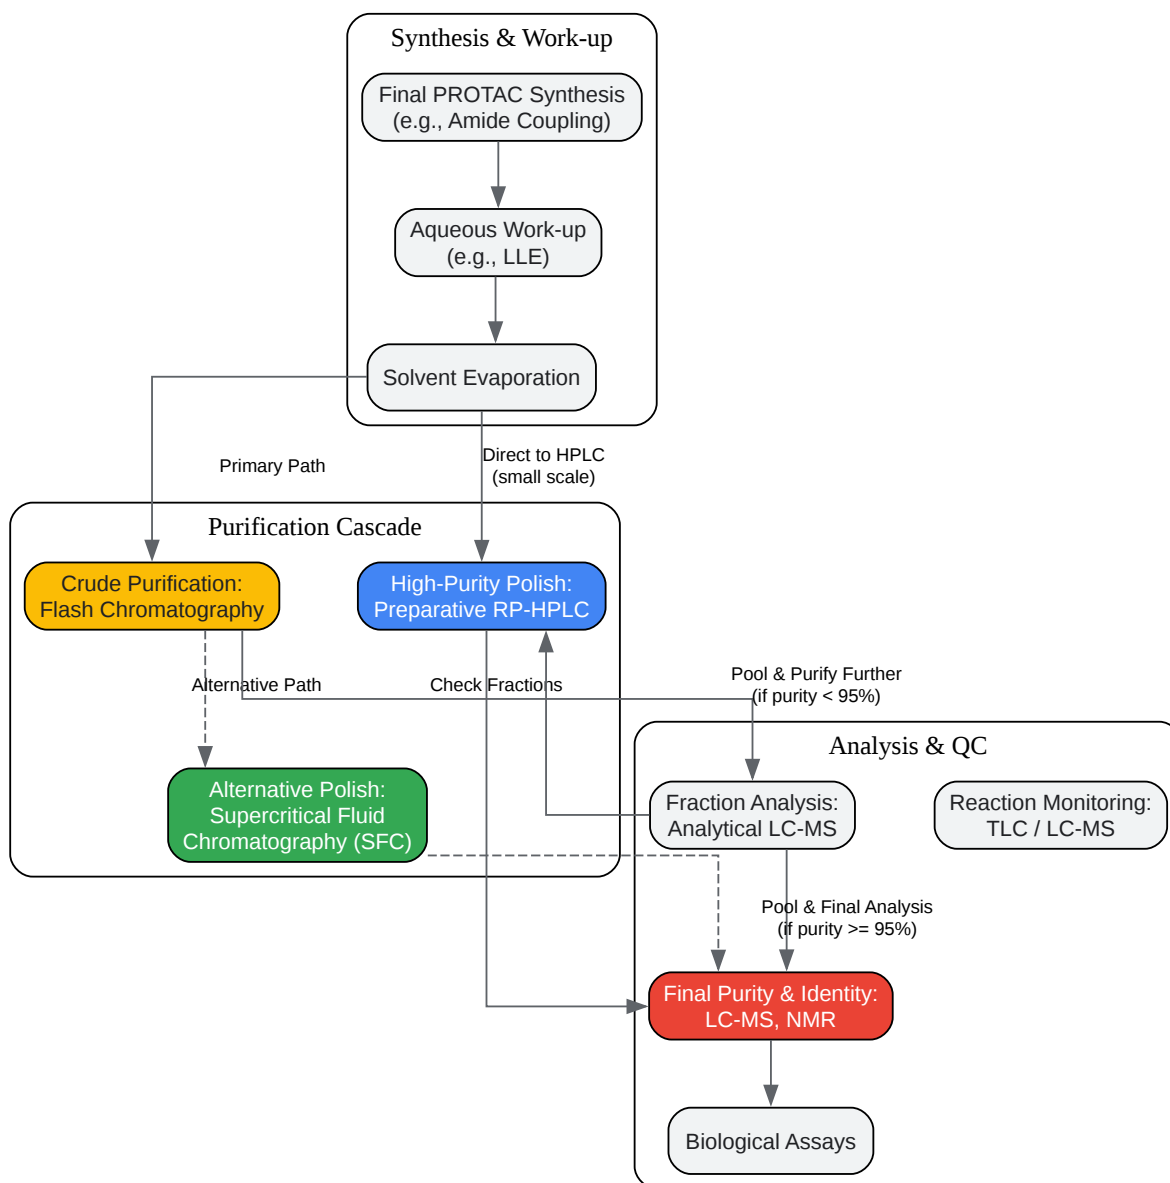 Synthesis & Work-up
Final PROTAC Synthesis
(e.g., Amide Coupling)
Aqueous Work-up
(e.g., LLE)
Solvent Evaporation
Primary Path
Direct to HPLC
(small scale)
Purification Cascade
Crude Purification:
Flash Chromatography
High-Purity Polish:
Preparative RP-HPLC
Alternative Path
Check Fractions
Pool & Purify Further
(if purity < 95%)
Alternative Polish:
Supercritical Fluid
Chromatography (SFC)
Analysis & QC
Fraction Analysis:
Analytical LC-MS
Reaction Monitoring:
TLC / LC-MS
Pool & Final Analysis
(if purity >= 95%)
Final Purity & Identity:
LC-MS, NMR
Biological Assays